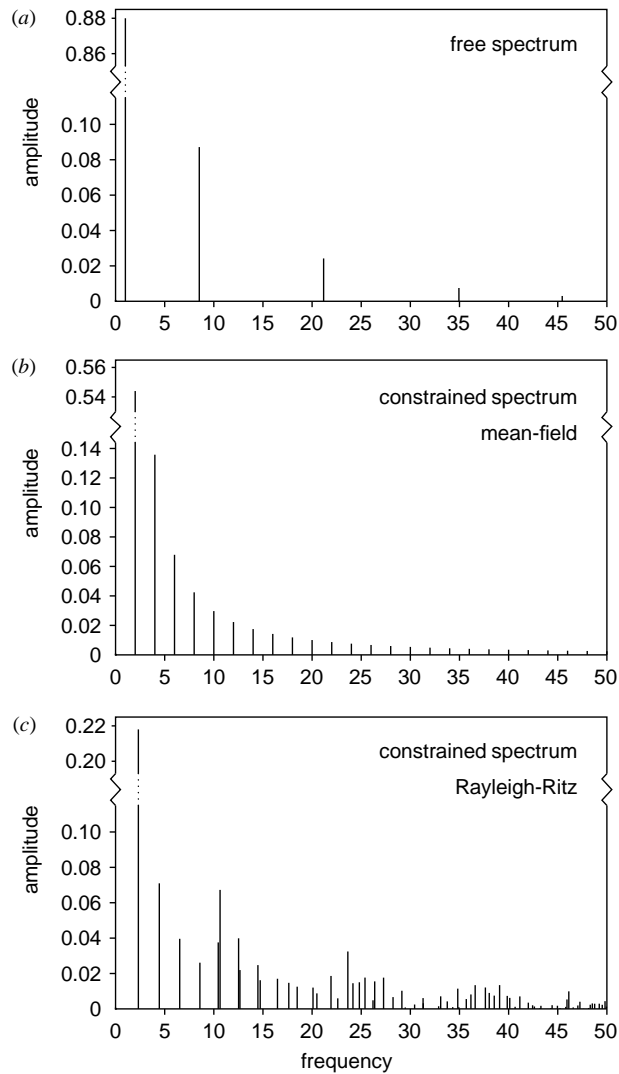 (a)
0.88
0.86
free spectrum
0.10
0.08
0.06
0.04
0.02
0
amplitude
0 5 10 15 20 25 30 35 40 45 50
(b)
0.56
0.54
constrained spectrum
mean-field
0.14
0.12
0.10
0.08
0.06
0.04
0.02
0
amplitude
0 5 10 15 20 25 30 35 40 45 50
(c)
0.22
0.20
constrained spectrum
Rayleigh-Ritz
0.10
0.08
0.06
0.04
0.02
0
amplitude
0 5 10 15 20 25 30 35 40 45 50
frequency